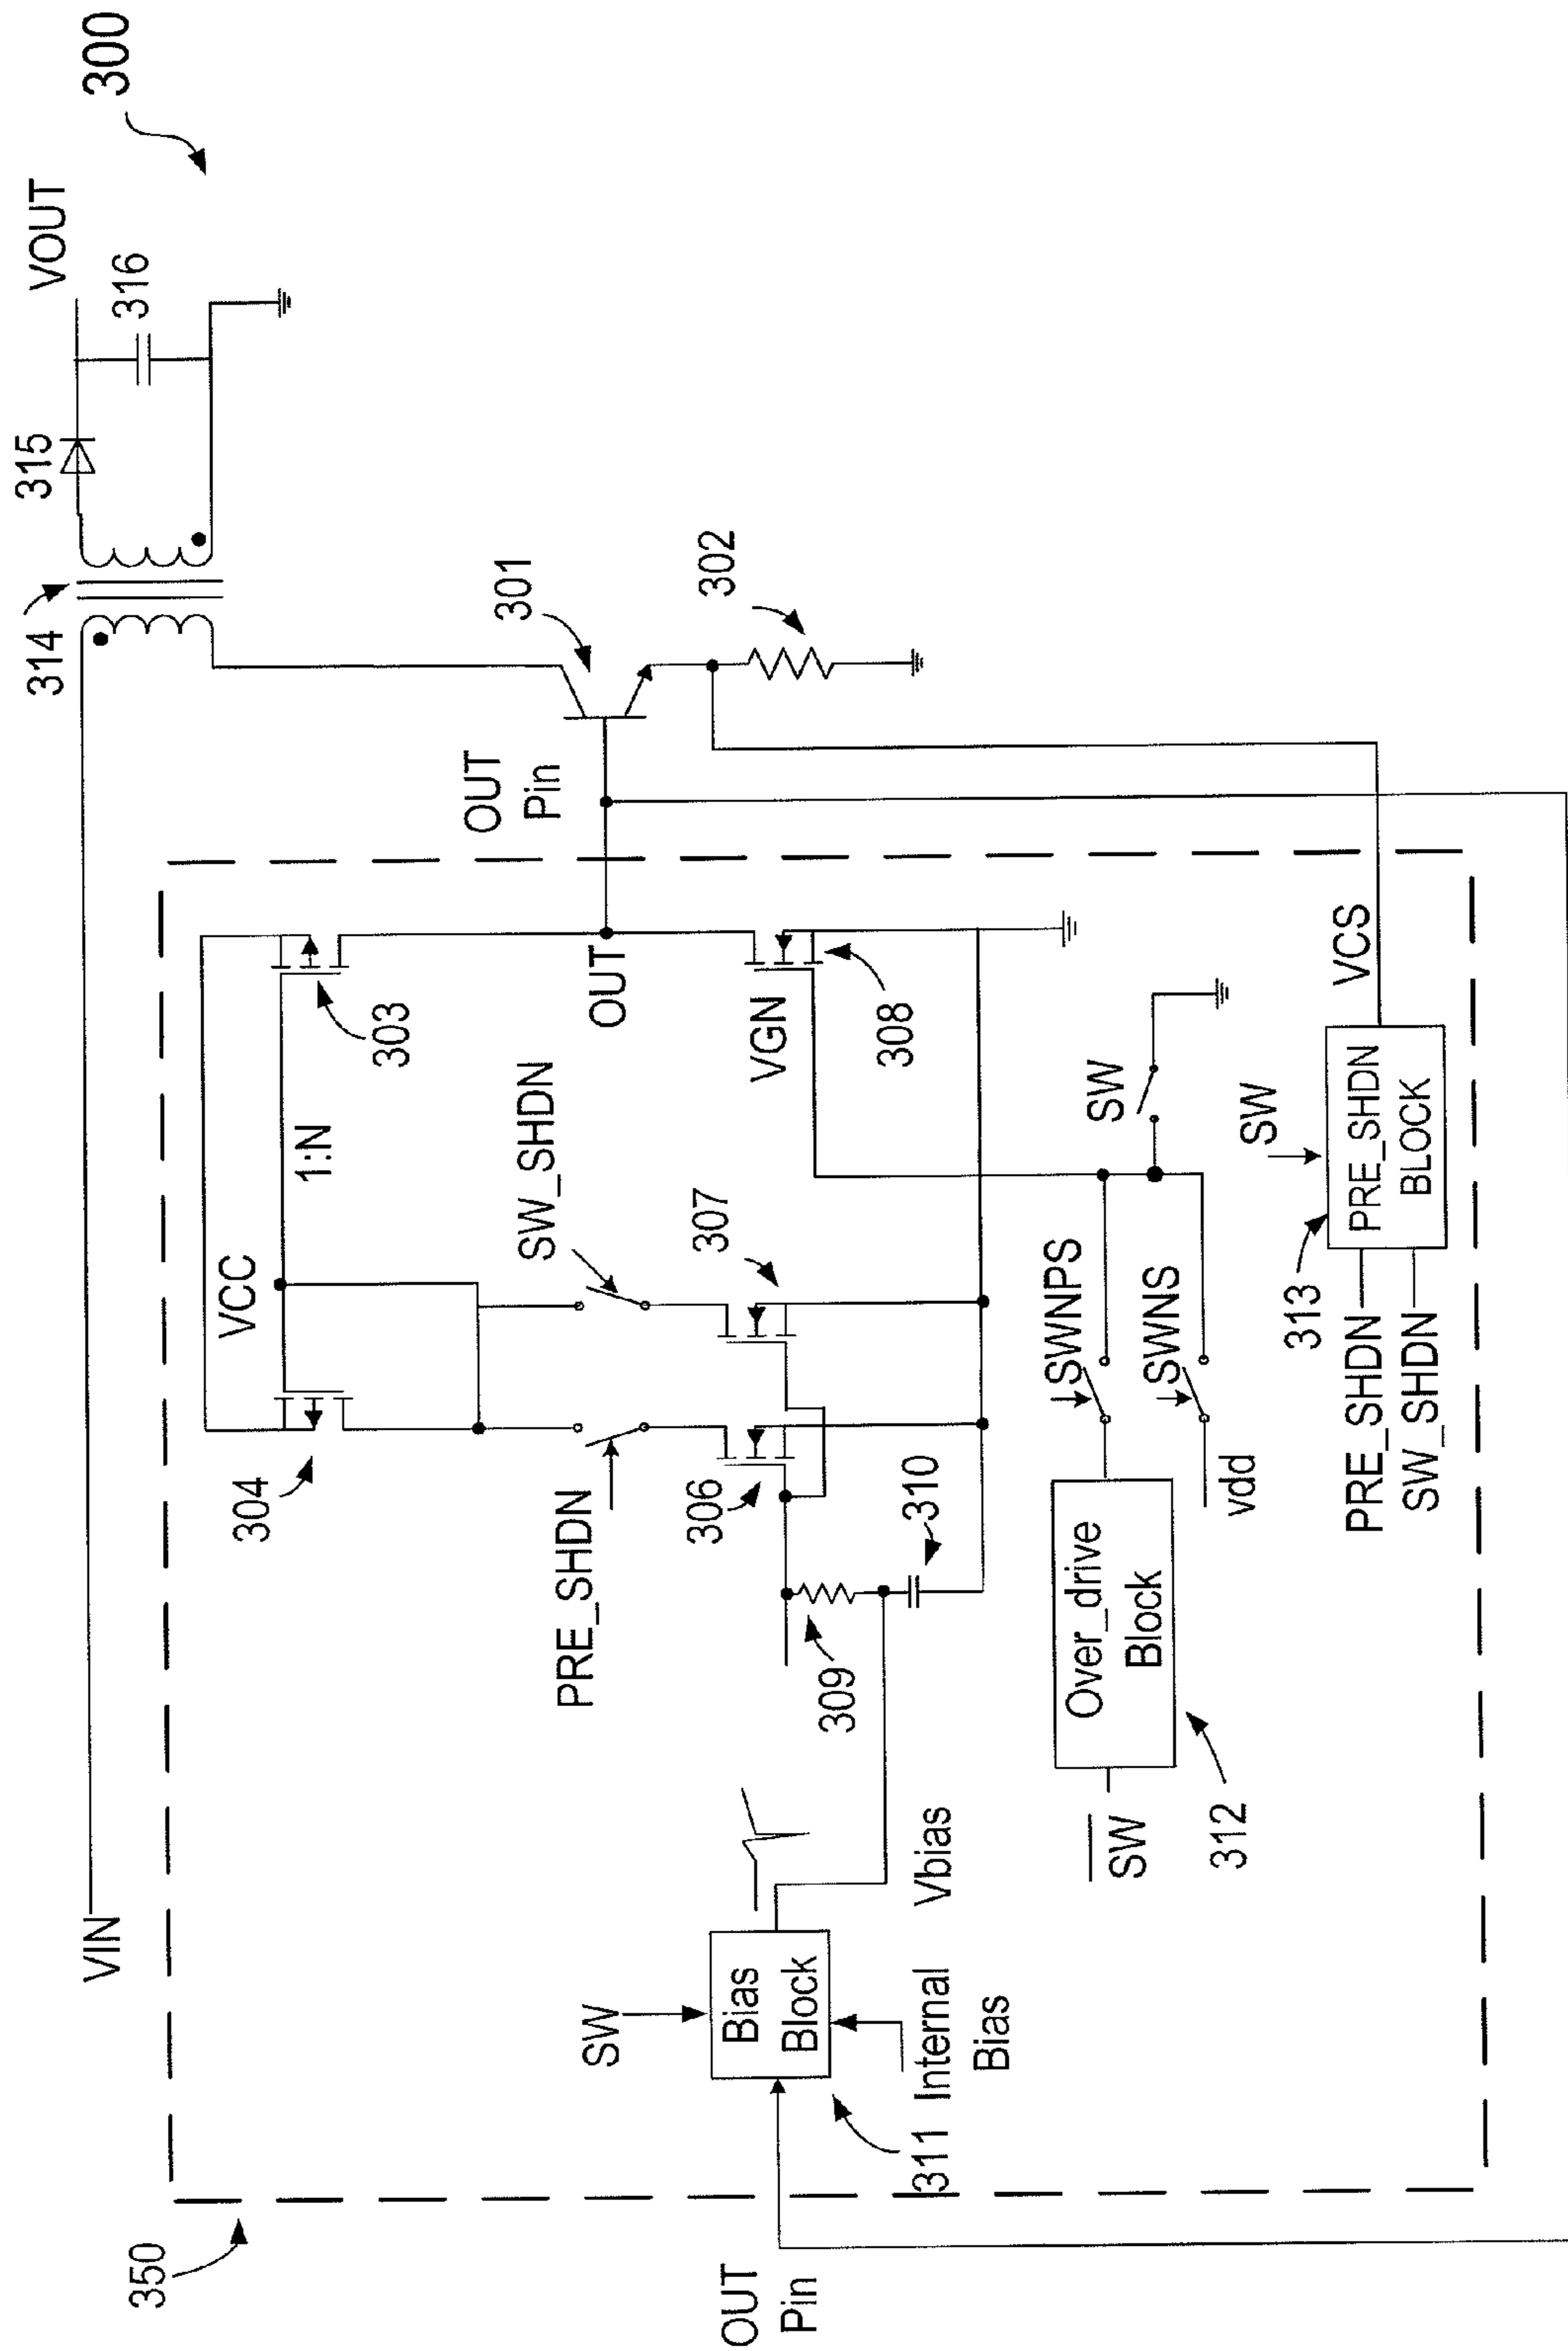 300
VIN
VOUT
314
315
316
350
VCC
1:N
304
303
301
OUT
Pin
302
OUT
SW_SHDN
PRE_SHDN
306
307
VGN
308
309
310
SW
Bias
Block
311
Internal
Bias
Vbias
OUT
Pin
SW
Over_drive
Block
312
SWNPS
SWNS
vdd
SW
SW
313
PRE_SHDN
BLOCK
PRE_SHDN
SW_SHDN
VCS